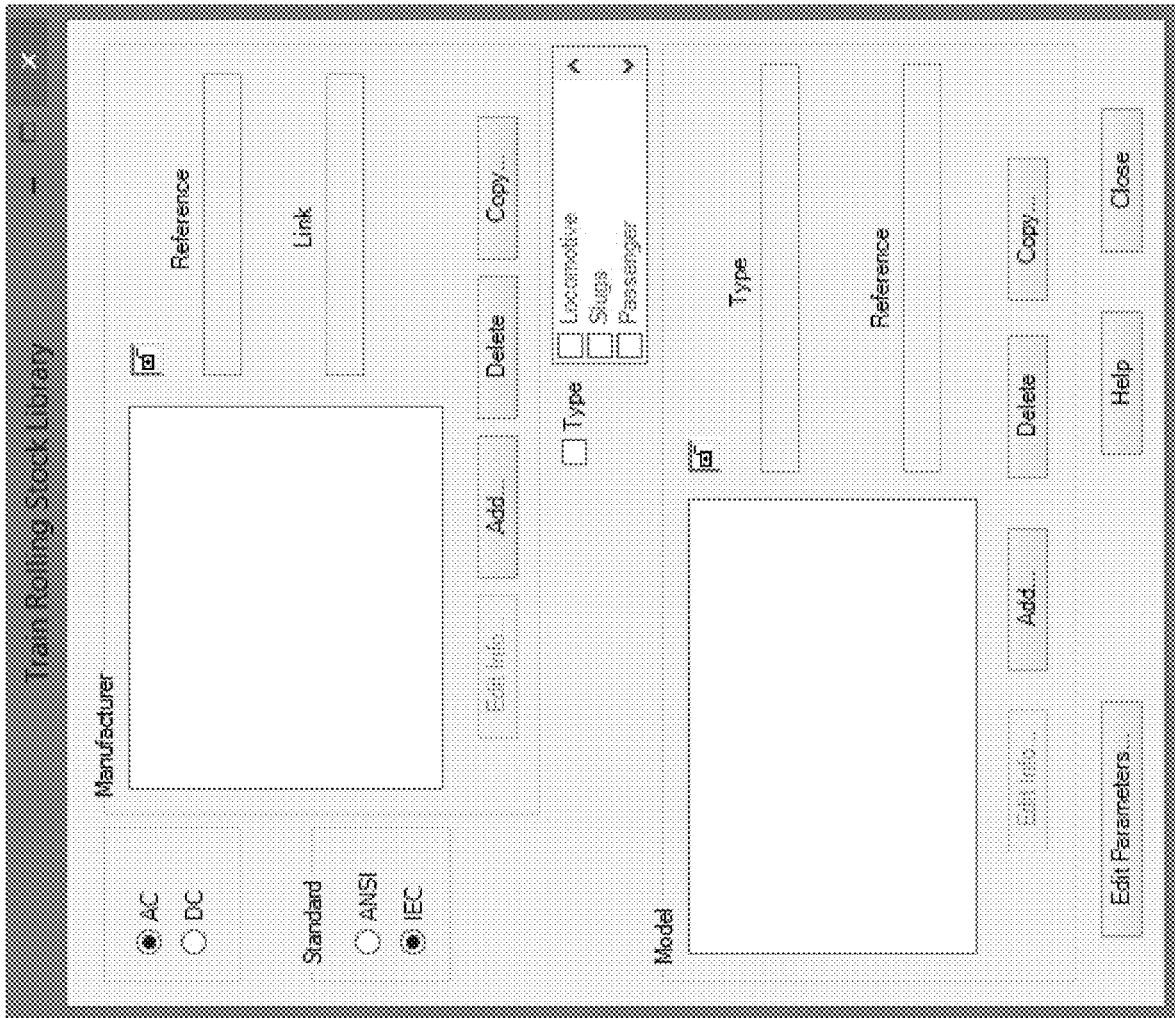 Train Rolling Stock Library
AC
DC
Standard
ANSI
IEC
Manufacturer
Reference
Link
Edit Info...
Add...
Delete
Copy...
Type
Locomotive
Slugs
Passenger
Model
Type
Reference
Edit Info...
Add...
Delete
Copy...
Edit Parameters...
Help
Close